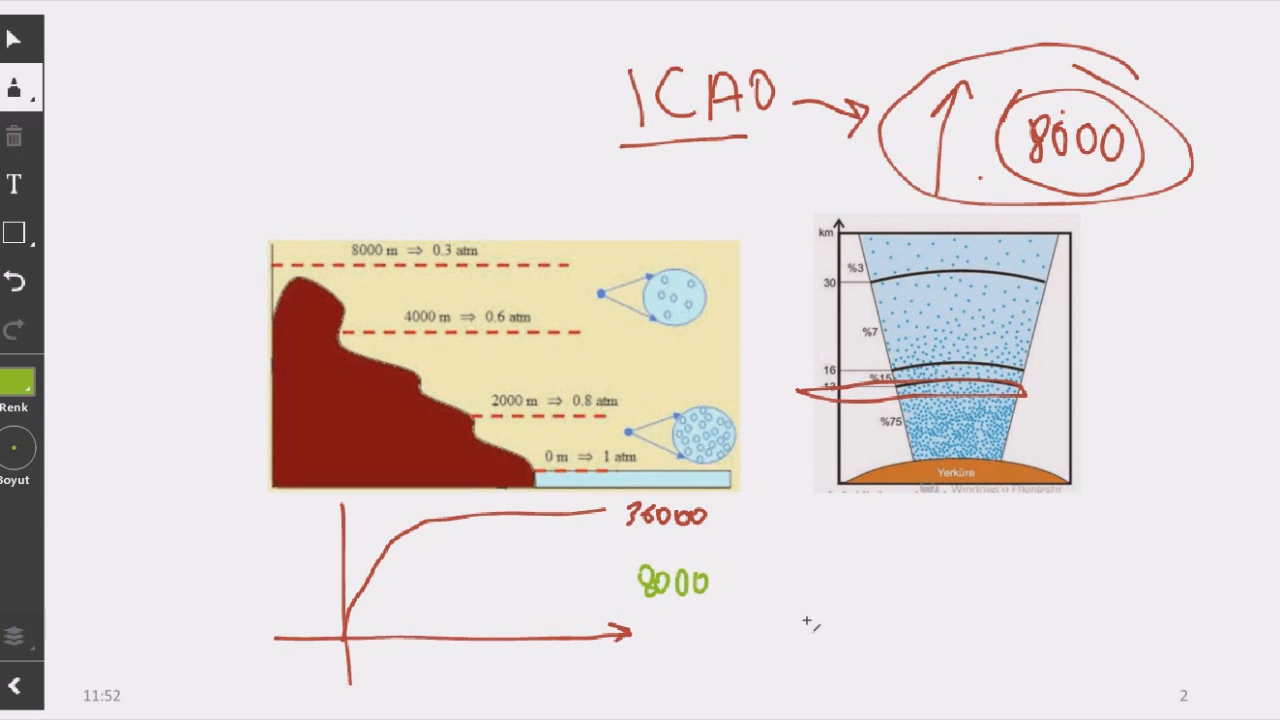 ICAO → 8000
8000 m ⇒ 0.3 atm
4000 m ⇒ 0.6 atm
2000 m ⇒ 0.8 atm
0 m ⇒ 1 atm
km
%3
30
%7
16
%15
%75
Yerküre
Renk
Boyut
8000
11:52
2